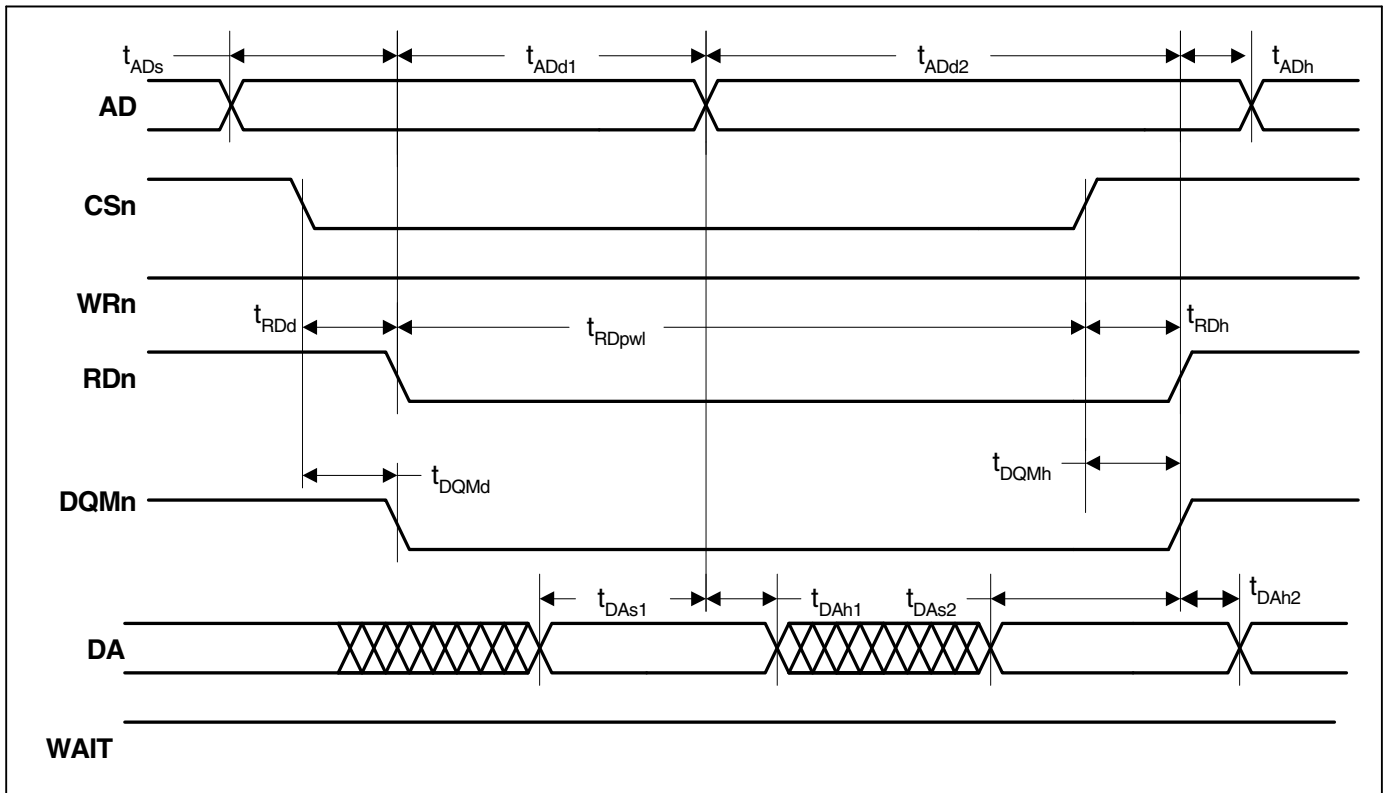 tADs tADd1 tADd2 tADh
AD
CSn
WRn
tRDd tRDpwl tRDh
RDn
tDQMd tDQMh
DQMn
tDAs1 tDAh1 tDAs2 tDAh2
DA
WAIT